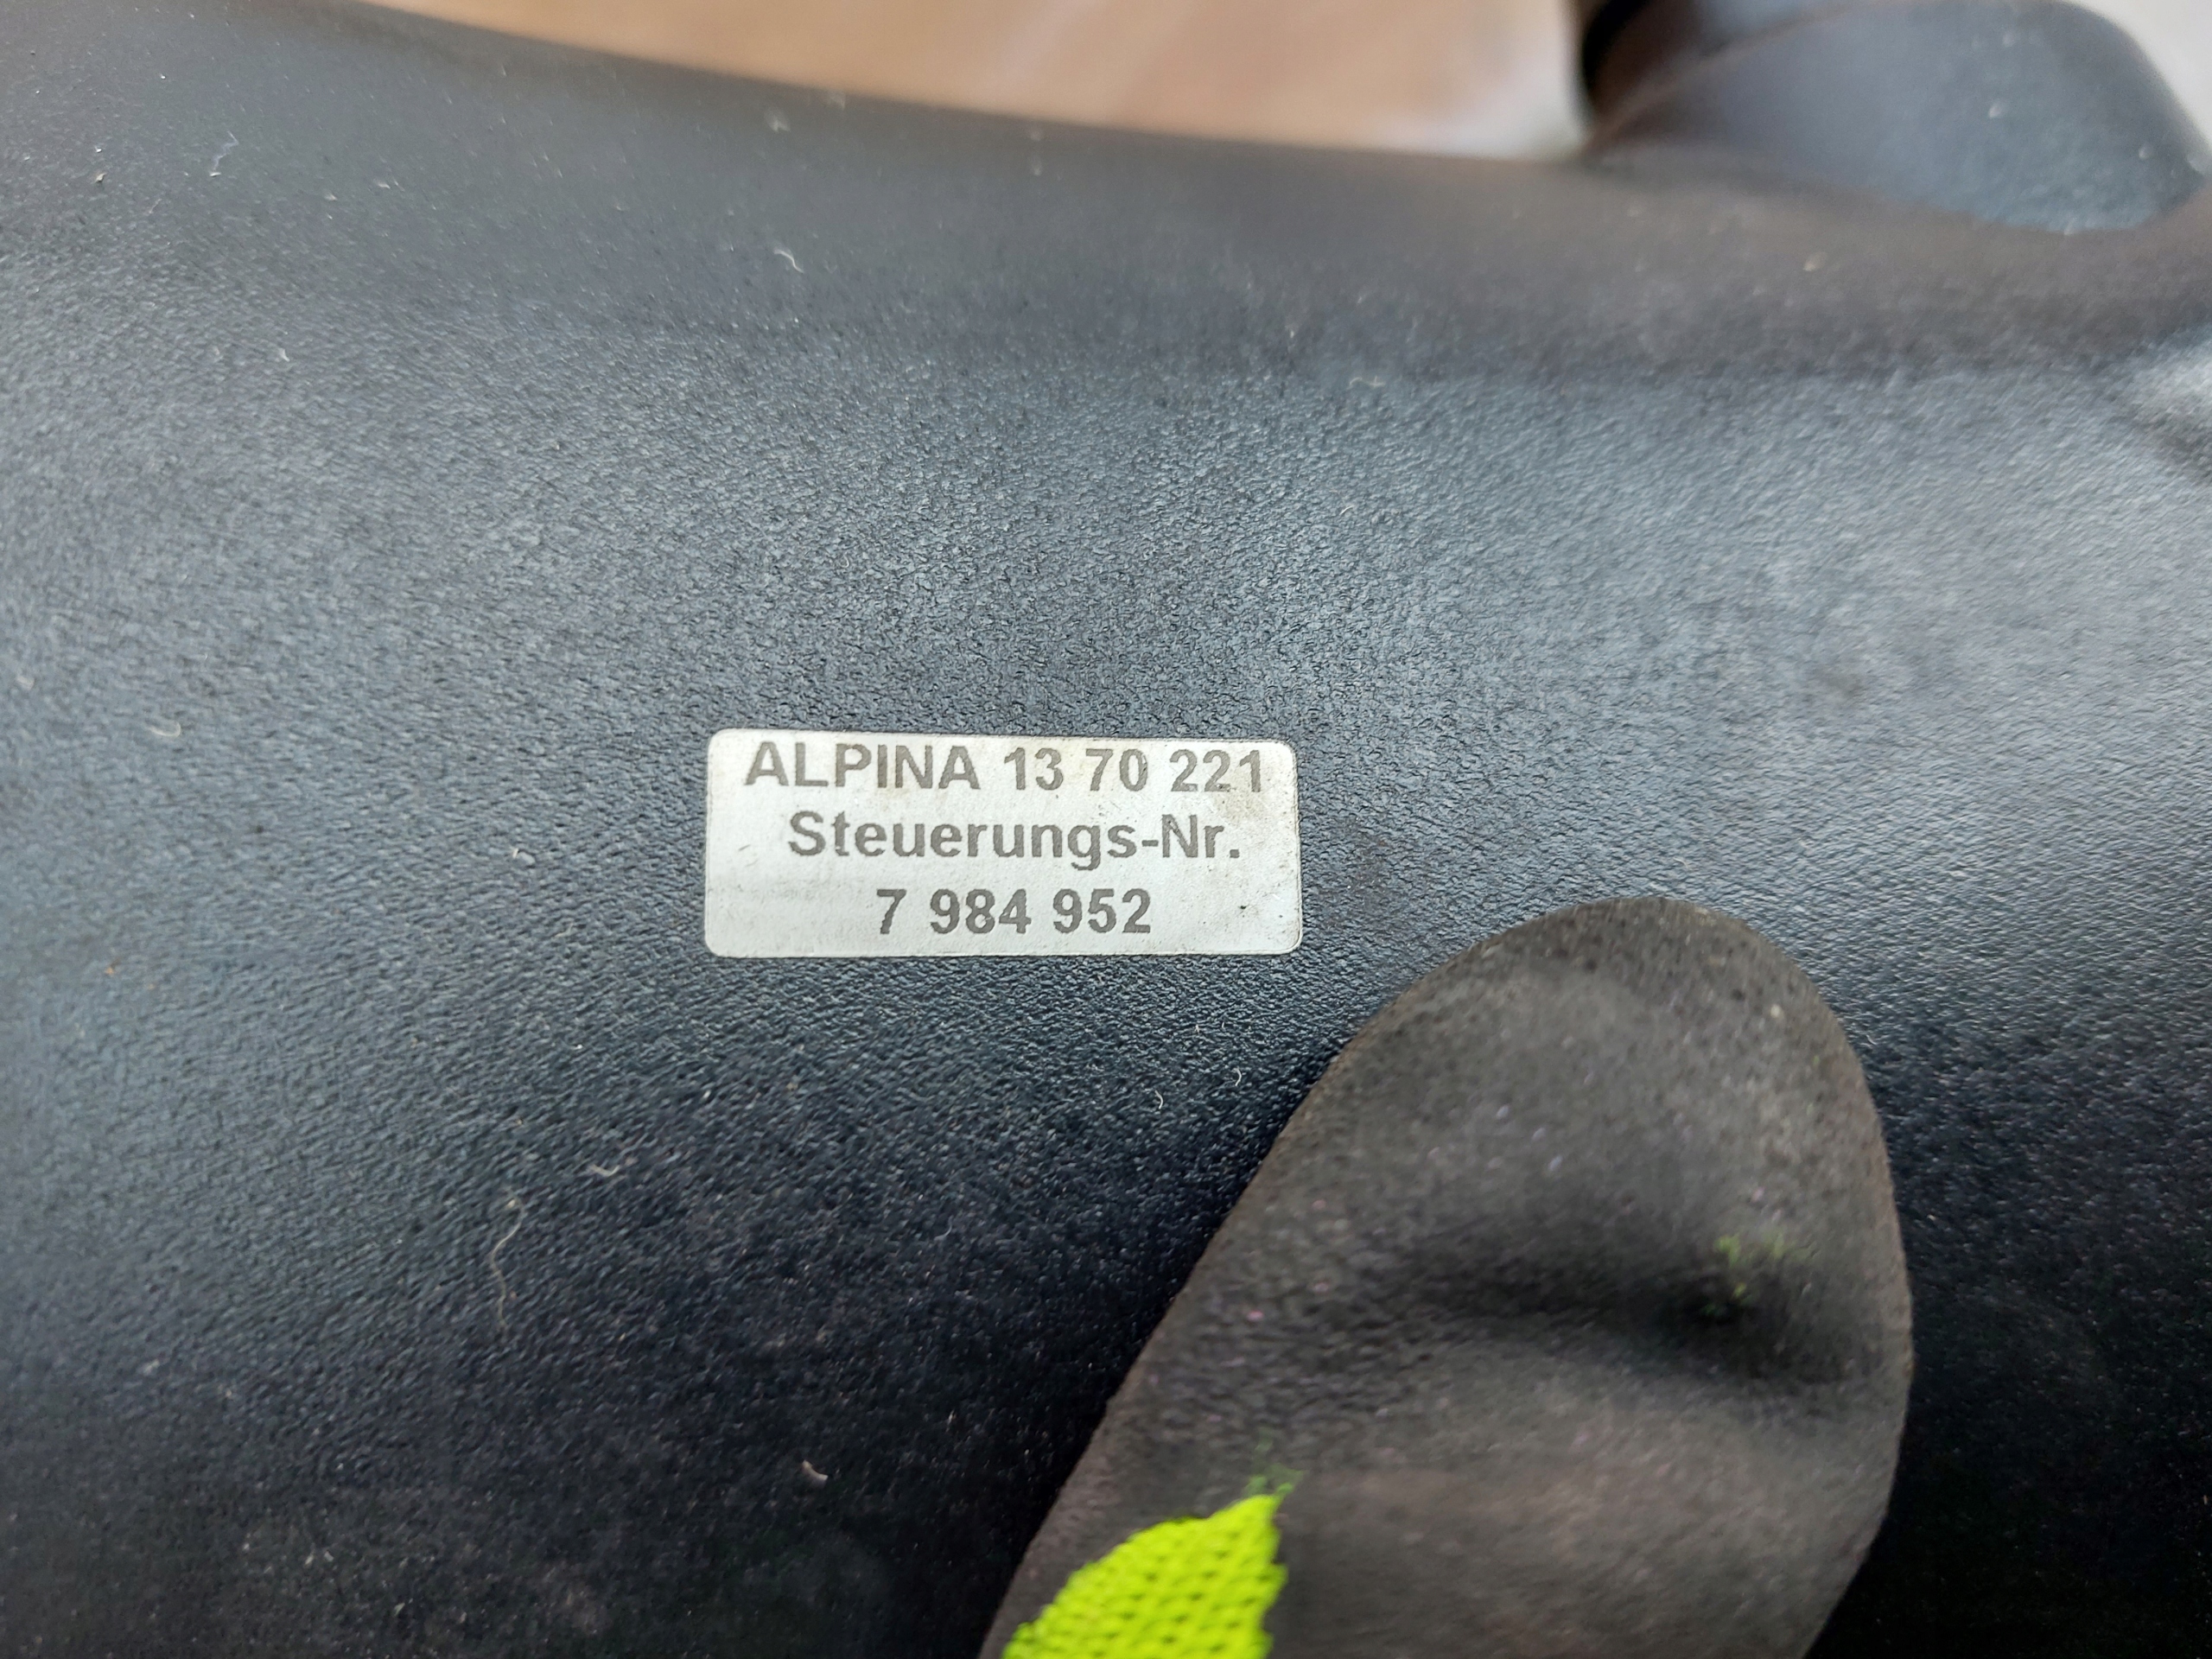 ALPINA 13 70 221
Steuerungs-Nr.
7 984 952